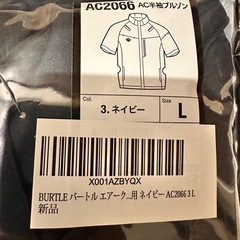 AC2066 AC半袖ブルゾン
Col.
3. ネイビー
Size
L
X001AZBYQX
BURTLE バートル エアーク...用 ネイビー AC2066 3 L
新品